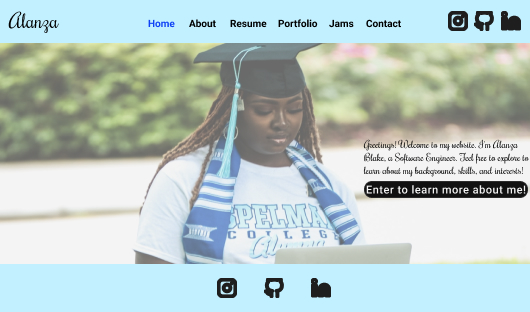 Alanza
Home About Resume Portfolio Jams Contact
Greetings! Welcome to my website. I'm Alanza
Blake, a Software Engineer. Feel free to explore to
learn about my background, skills, and interests!
Enter to learn more about me!
SPELMAN
COLLEGE
Alumna